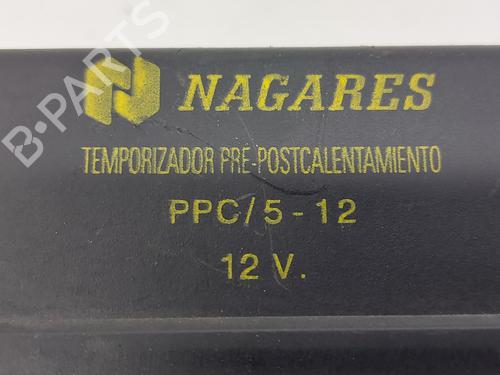 NAGARES
TEMPORIZADOR PRE-POSTCALENTAMIENTO
PPC/5-12
12 V.
B-PARTS